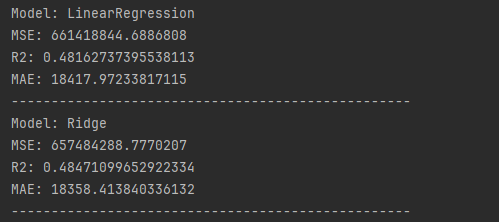 Model: LinearRegression
MSE: 661418844.6886808
R2: 0.48162737395538113
MAE: 18417.97233817115
--------------------------------------------------
Model: Ridge
MSE: 657484288.7770207
R2: 0.48471099652922334
MAE: 18358.413840336132
--------------------------------------------------